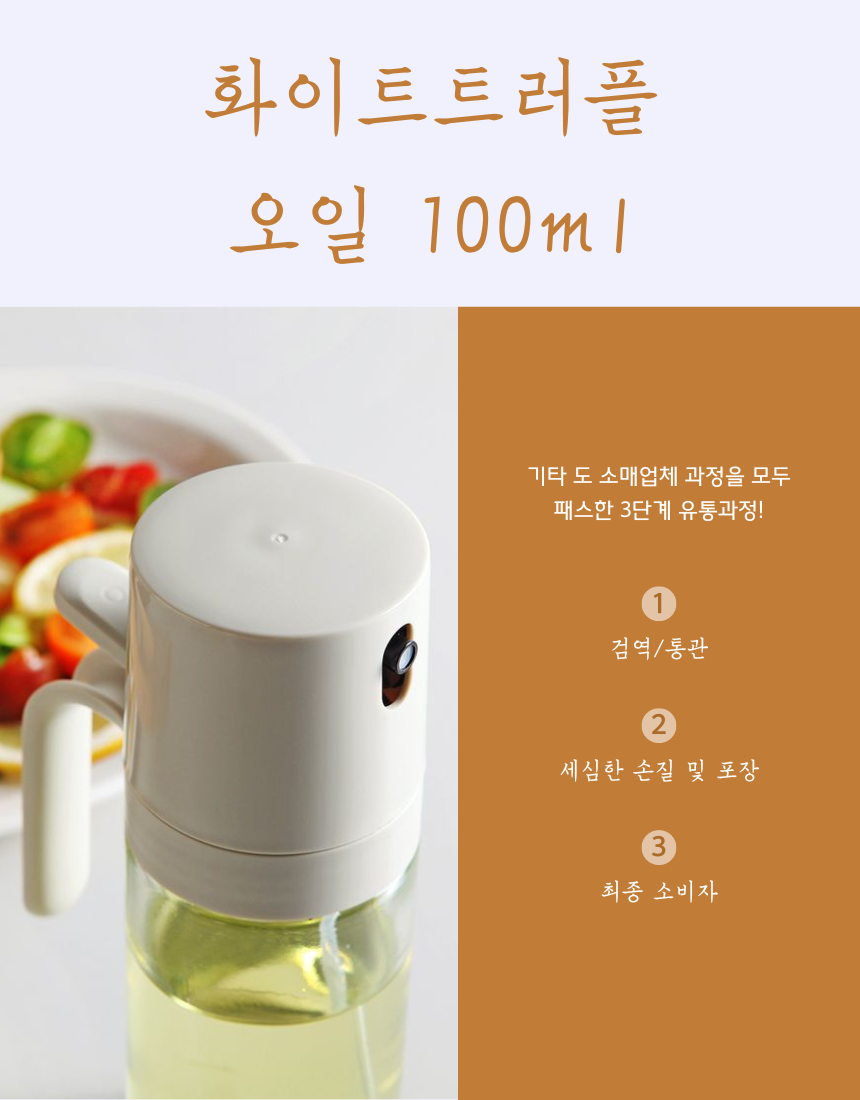 화이트트러플
오일 100ml
기타 도 소매업체 과정을 모두
패스한 3단계 유통과정!
1
검역/통관
2
세심한 손질 및 포장
3
최종 소비자